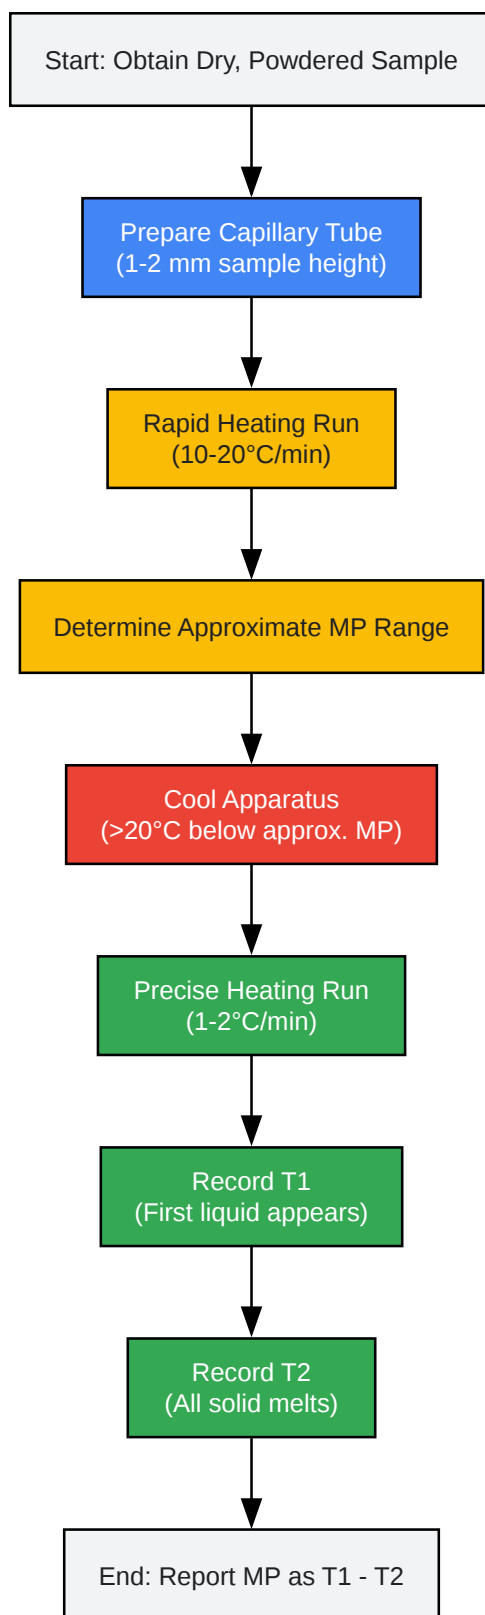 Start: Obtain Dry, Powdered Sample
Prepare Capillary Tube
(1-2 mm sample height)
Rapid Heating Run
(10-20°C/min)
Determine Approximate MP Range
Cool Apparatus
(>20°C below approx. MP)
Precise Heating Run
(1-2°C/min)
Record T1
(First liquid appears)
Record T2
(All solid melts)
End: Report MP as T1 - T2